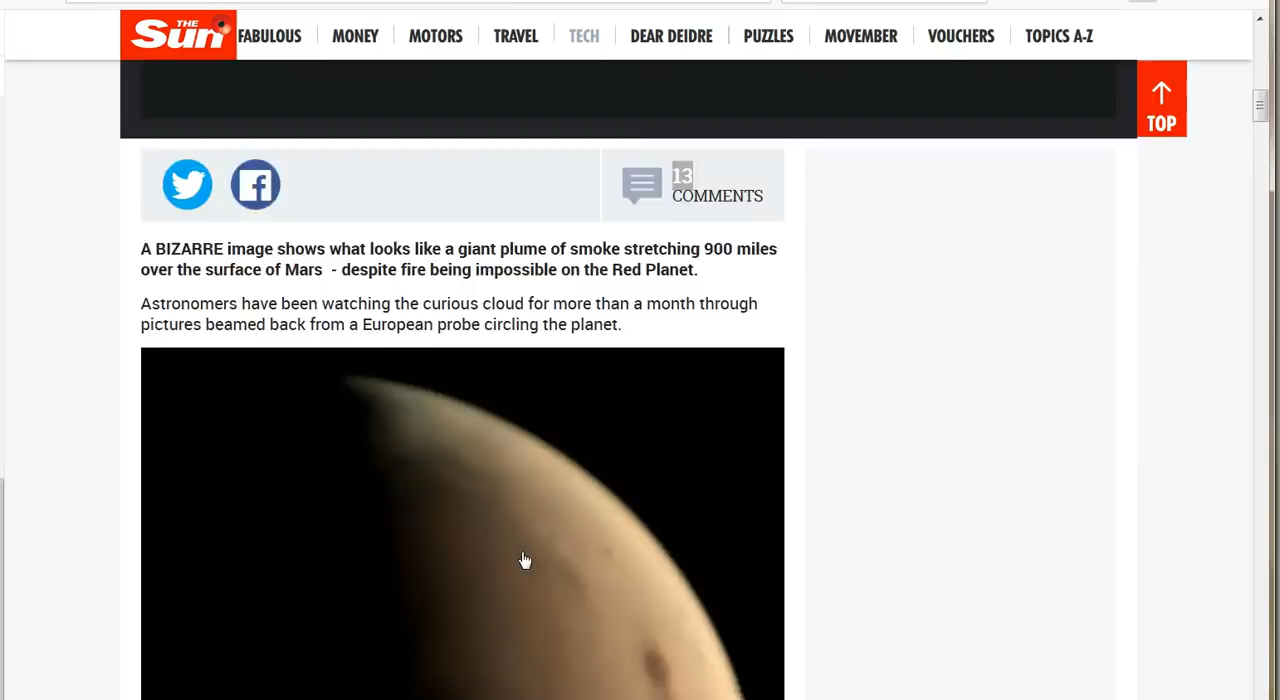 THE Sun FABULOUS MONEY MOTORS TRAVEL TECH DEAR DEIDRE PUZZLES MOVEMBER VOUCHERS TOPICS A-Z
TOP
13
COMMENTS
A BIZARRE image shows what looks like a giant plume of smoke stretching 900 miles
over the surface of Mars - despite fire being impossible on the Red Planet.
Astronomers have been watching the curious cloud for more than a month through
pictures beamed back from a European probe circling the planet.